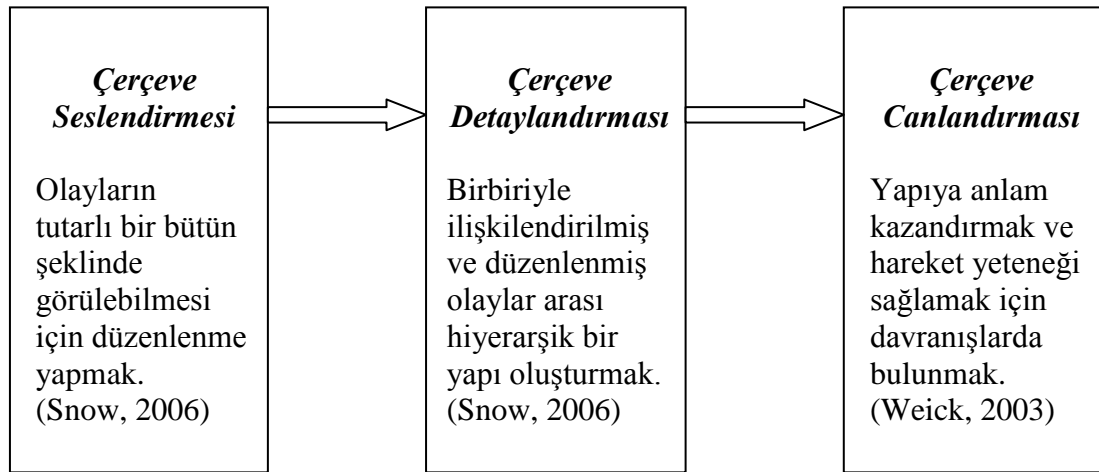 Çerçeve
Seslendirmesi
Olayların
tutarlı bir bütün
şeklinde
görülebilmesi
için düzenlenme
yapmak.
(Snow, 2006)
Çerçeve
Detaylandırması
Birbiriyle
ilişkilendirilmiş
ve düzenlenmiş
olaylar arası
hiyerarşik bir
yapı oluşturmak.
(Snow, 2006)
Çerçeve
Canlandırması
Yapıya anlam
kazandırmak ve
hareket yeteneği
sağlamak için
davranışlarda
bulunmak.
(Weick, 2003)